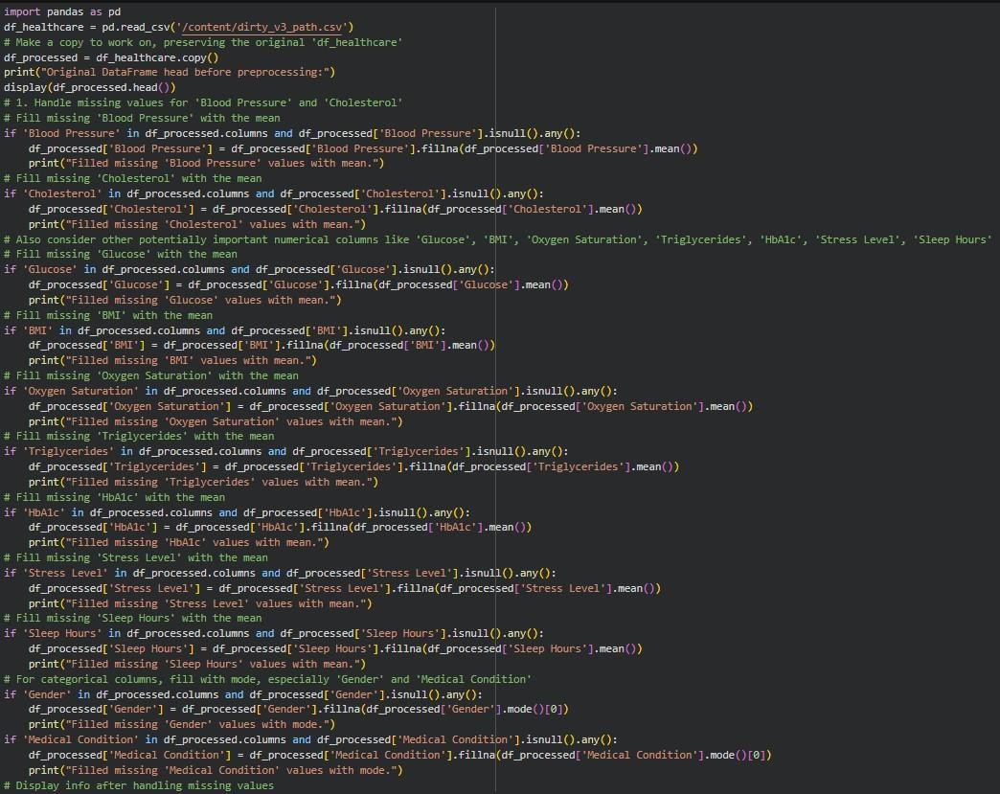 import pandas as pd
df_healthcare = pd.read_csv('/content/dirty_v3_path.csv')
# Make a copy to work on, preserving the original 'df_healthcare'
df_processed = df_healthcare.copy()
print("Original DataFrame head before preprocessing:")
display(df_processed.head())
# 1. Handle missing values for 'Blood Pressure' and 'Cholesterol'
# Fill missing 'Blood Pressure' with the mean
if 'Blood Pressure' in df_processed.columns and df_processed['Blood Pressure'].isnull().any():
    df_processed['Blood Pressure'] = df_processed['Blood Pressure'].fillna(df_processed['Blood Pressure'].mean())
    print("Filled missing 'Blood Pressure' values with mean.")
# Fill missing 'Cholesterol' with the mean
if 'Cholesterol' in df_processed.columns and df_processed['Cholesterol'].isnull().any():
    df_processed['Cholesterol'] = df_processed['Cholesterol'].fillna(df_processed['Cholesterol'].mean())
    print("Filled missing 'Cholesterol' values with mean.")
# Also consider other potentially important numerical columns like 'Glucose', 'BMI', 'Oxygen Saturation', 'Triglycerides', 'HbA1c', 'Stress Level', 'Sleep Hours'
# Fill missing 'Glucose' with the mean
if 'Glucose' in df_processed.columns and df_processed['Glucose'].isnull().any():
    df_processed['Glucose'] = df_processed['Glucose'].fillna(df_processed['Glucose'].mean())
    print("Filled missing 'Glucose' values with mean.")
# Fill missing 'BMI' with the mean
if 'BMI' in df_processed.columns and df_processed['BMI'].isnull().any():
    df_processed['BMI'] = df_processed['BMI'].fillna(df_processed['BMI'].mean())
    print("Filled missing 'BMI' values with mean.")
# Fill missing 'Oxygen Saturation' with the mean
if 'Oxygen Saturation' in df_processed.columns and df_processed['Oxygen Saturation'].isnull().any():
    df_processed['Oxygen Saturation'] = df_processed['Oxygen Saturation'].fillna(df_processed['Oxygen Saturation'].mean())
    print("Filled missing 'Oxygen Saturation' values with mean.")
# Fill missing 'Triglycerides' with the mean
if 'Triglycerides' in df_processed.columns and df_processed['Triglycerides'].isnull().any():
    df_processed['Triglycerides'] = df_processed['Triglycerides'].fillna(df_processed['Triglycerides'].mean())
    print("Filled missing 'Triglycerides' values with mean.")
# Fill missing 'HbA1c' with the mean
if 'HbA1c' in df_processed.columns and df_processed['HbA1c'].isnull().any():
    df_processed['HbA1c'] = df_processed['HbA1c'].fillna(df_processed['HbA1c'].mean())
    print("Filled missing 'HbA1c' values with mean.")
# Fill missing 'Stress Level' with the mean
if 'Stress Level' in df_processed.columns and df_processed['Stress Level'].isnull().any():
    df_processed['Stress Level'] = df_processed['Stress Level'].fillna(df_processed['Stress Level'].mean())
    print("Filled missing 'Stress Level' values with mean.")
# Fill missing 'Sleep Hours' with the mean
if 'Sleep Hours' in df_processed.columns and df_processed['Sleep Hours'].isnull().any():
    df_processed['Sleep Hours'] = df_processed['Sleep Hours'].fillna(df_processed['Sleep Hours'].mean())
    print("Filled missing 'Sleep Hours' values with mean.")
# For categorical columns, fill with mode, especially 'Gender' and 'Medical Condition'
if 'Gender' in df_processed.columns and df_processed['Gender'].isnull().any():
    df_processed['Gender'] = df_processed['Gender'].fillna(df_processed['Gender'].mode()[0])
    print("Filled missing 'Gender' values with mode.")
if 'Medical Condition' in df_processed.columns and df_processed['Medical Condition'].isnull().any():
    df_processed['Medical Condition'] = df_processed['Medical Condition'].fillna(df_processed['Medical Condition'].mode()[0])
    print("Filled missing 'Medical Condition' values with mode.")
# Display info after handling missing values